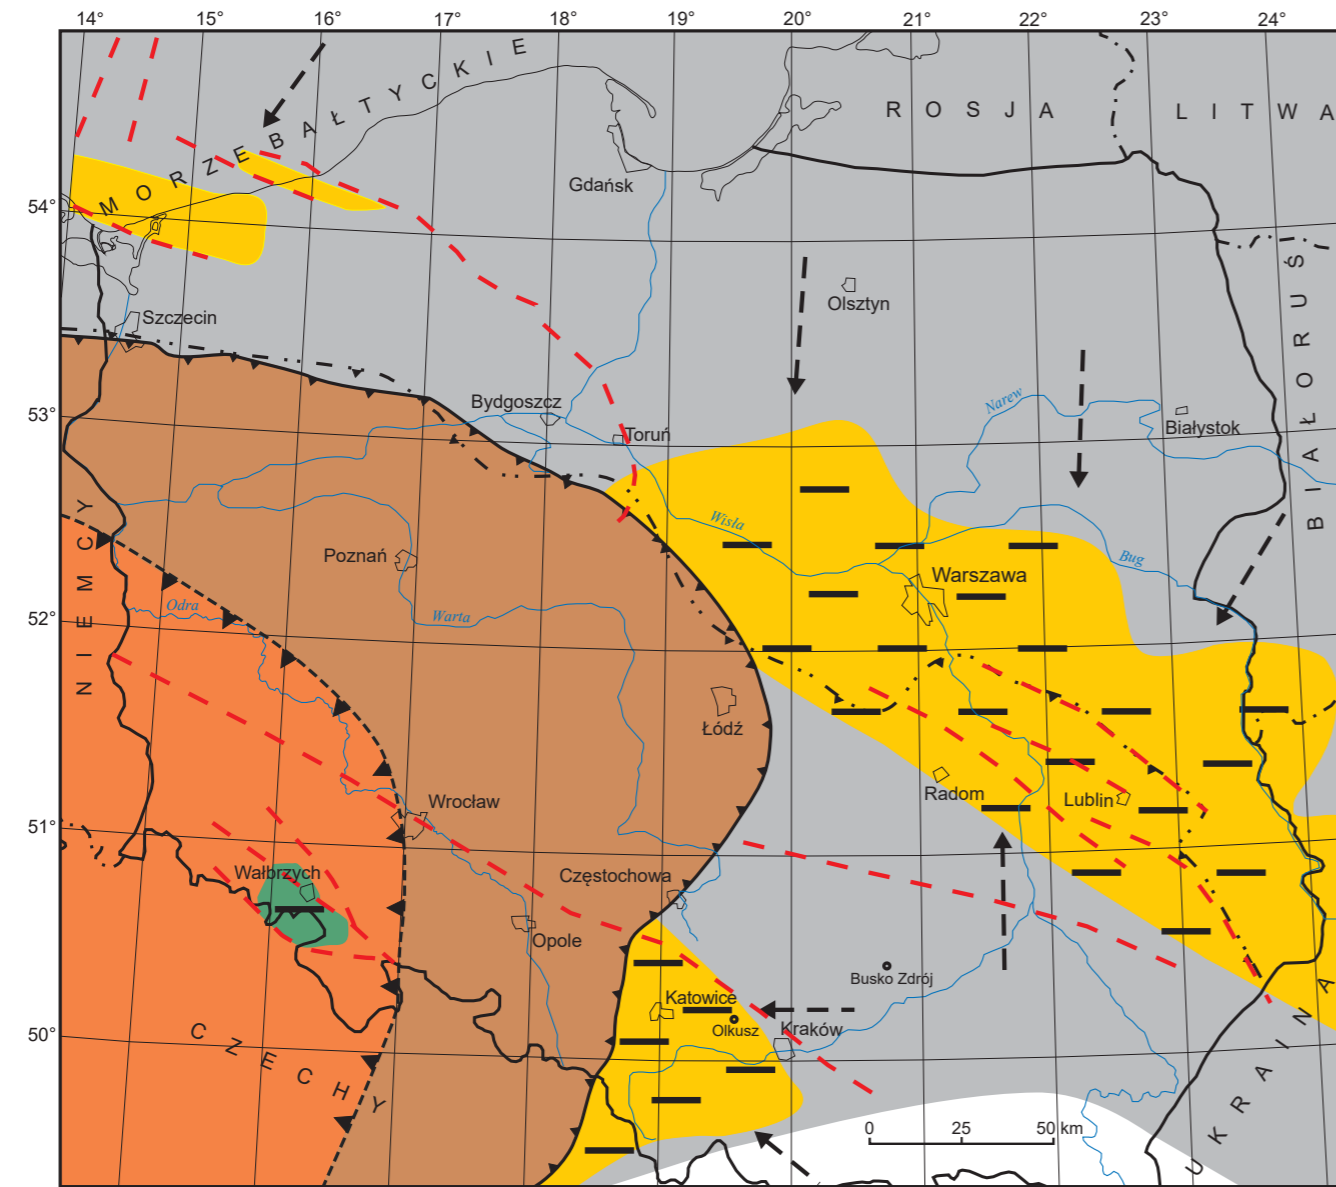 14° 15° 16° 17° 18° 19° 20° 21° 22° 23° 24°
MORZE BAŁTYCKIE
ROSJA
LITWA
Gdańsk
54°
BIAŁORUŚ
Olsztyn
Szczecin
Narew
Bydgoszcz
53°
Toruń
Białystok
Wisła
NIEMCY
Poznań
Bug
Warszawa
Odra
Warta
52°
Łódź
Radom
Lublin
Wrocław
51°
Wałbrzych
Częstochowa
Opole
Busko Zdrój
Katowice
Olkusz
Kraków
50°
CZECHY
UKRAINA
0 25 50 km